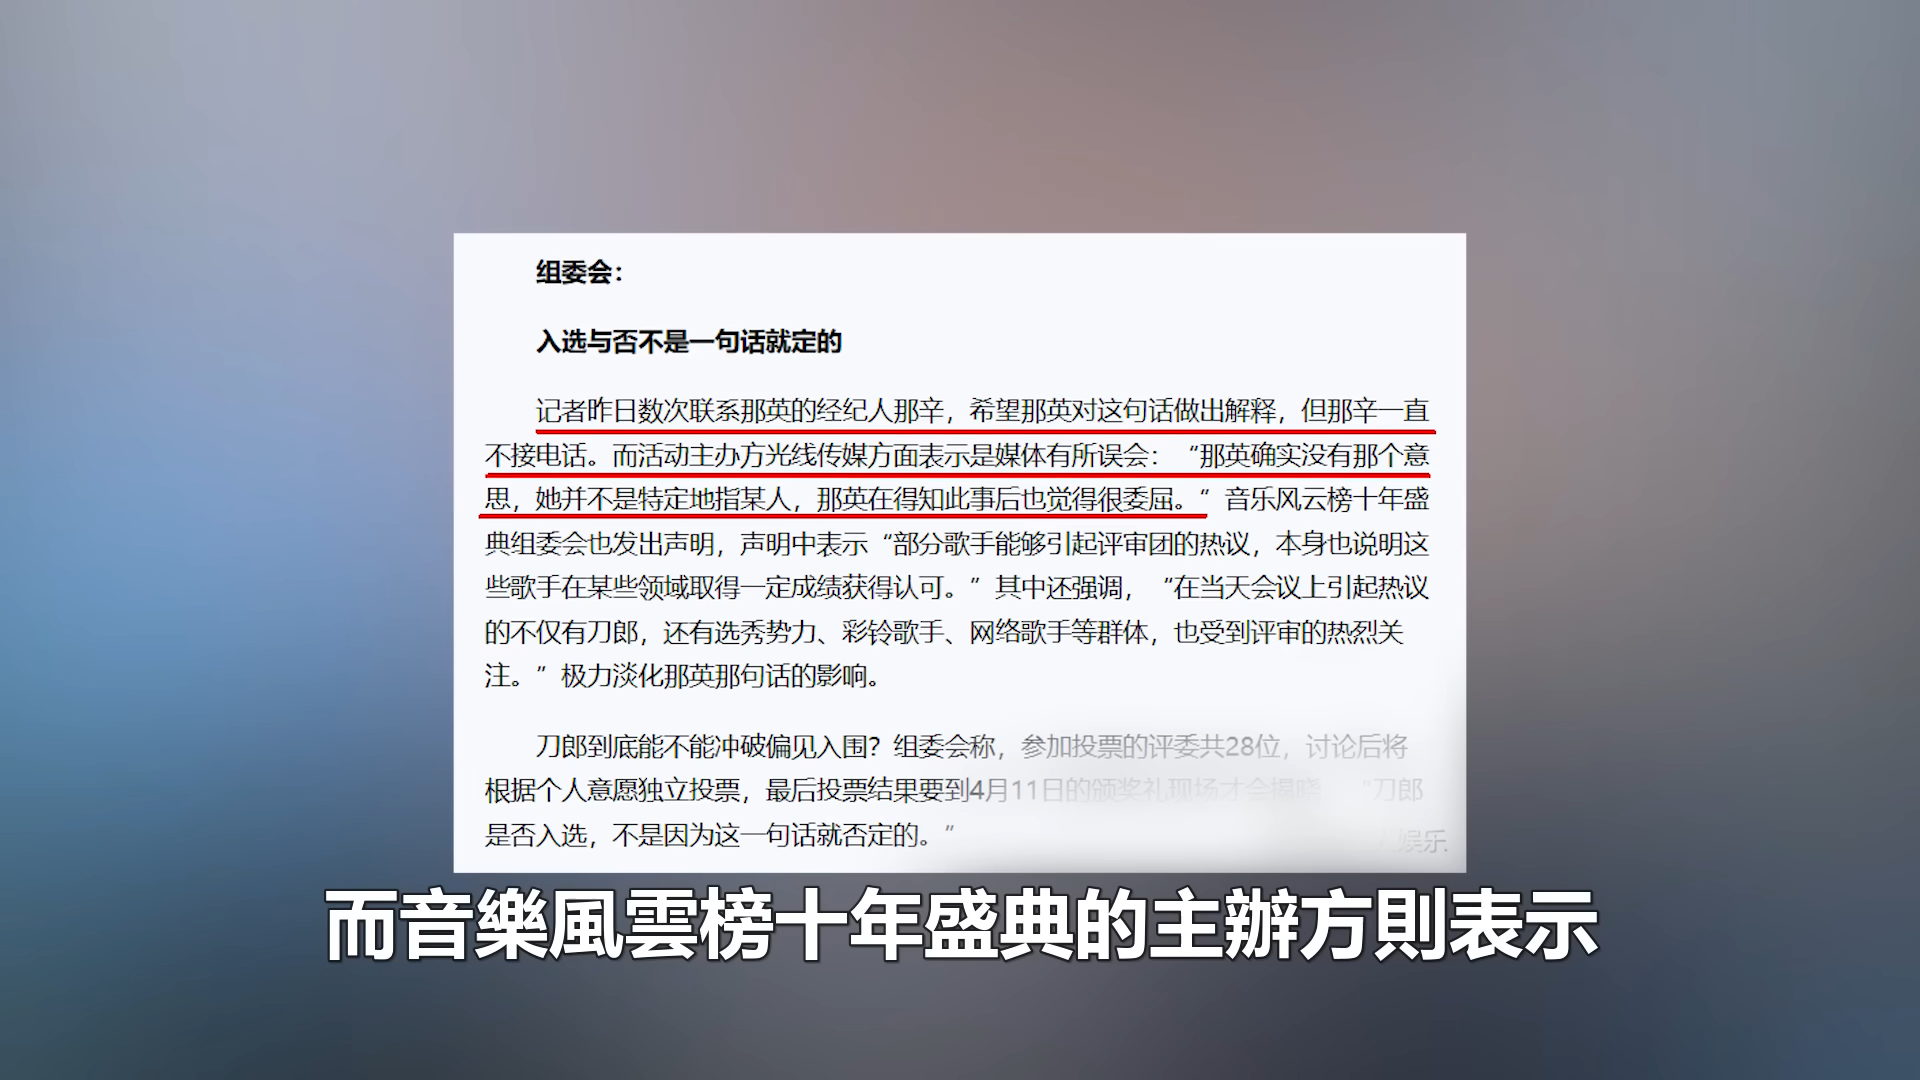 组委会：
入选与否不是一句话就定的
记者昨日数次联系那英的经纪人那辛，希望那英对这句话做出解释，但那辛一直
不接电话。而活动主办方光线传媒方面表示是媒体有所误会：“那英确实没有那个意
思，她并不是特定地指某人，那英在得知此事后也觉得很委屈。”音乐风云榜十年盛
典组委会也发出声明，声明中表示“部分歌手能够引起评审团的热议，本身也说明这
些歌手在某些领域取得一定成绩获得认可。”其中还强调，“在当天会议上引起热议
的不仅有刀郎，还有选秀势力、彩铃歌手、网络歌手等群体，也受到评审的热烈关
注。”极力淡化那英那句话的影响。
刀郎到底能不能冲破偏见入围？组委会称，参加投票的评委共28位，讨论后将
根据个人意愿独立投票，最后投票结果要到4月11日的颁奖礼现场才会揭晓 “刀郎
是否入选，不是因为这一句话就否定的。”
娱乐
而音樂風雲榜十年盛典的主辦方則表示